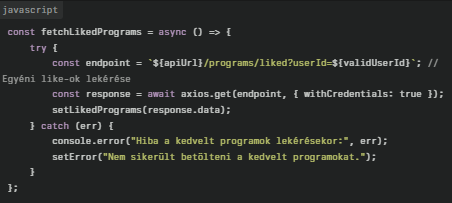 javascript
const fetchLikedPrograms = async () => {
try {
const endpoint = `${apiUrl}/programs/liked?userId=${validUserId}`; //
Egyéni like-ok lekérése
const response = await axios.get(endpoint, { withCredentials: true });
setLikedPrograms(response.data);
} catch (err) {
console.error("Hiba a kedvelt programok lekérésekor:", err);
setError("Nem sikerült betölteni a kedvelt programokat.");
}
};